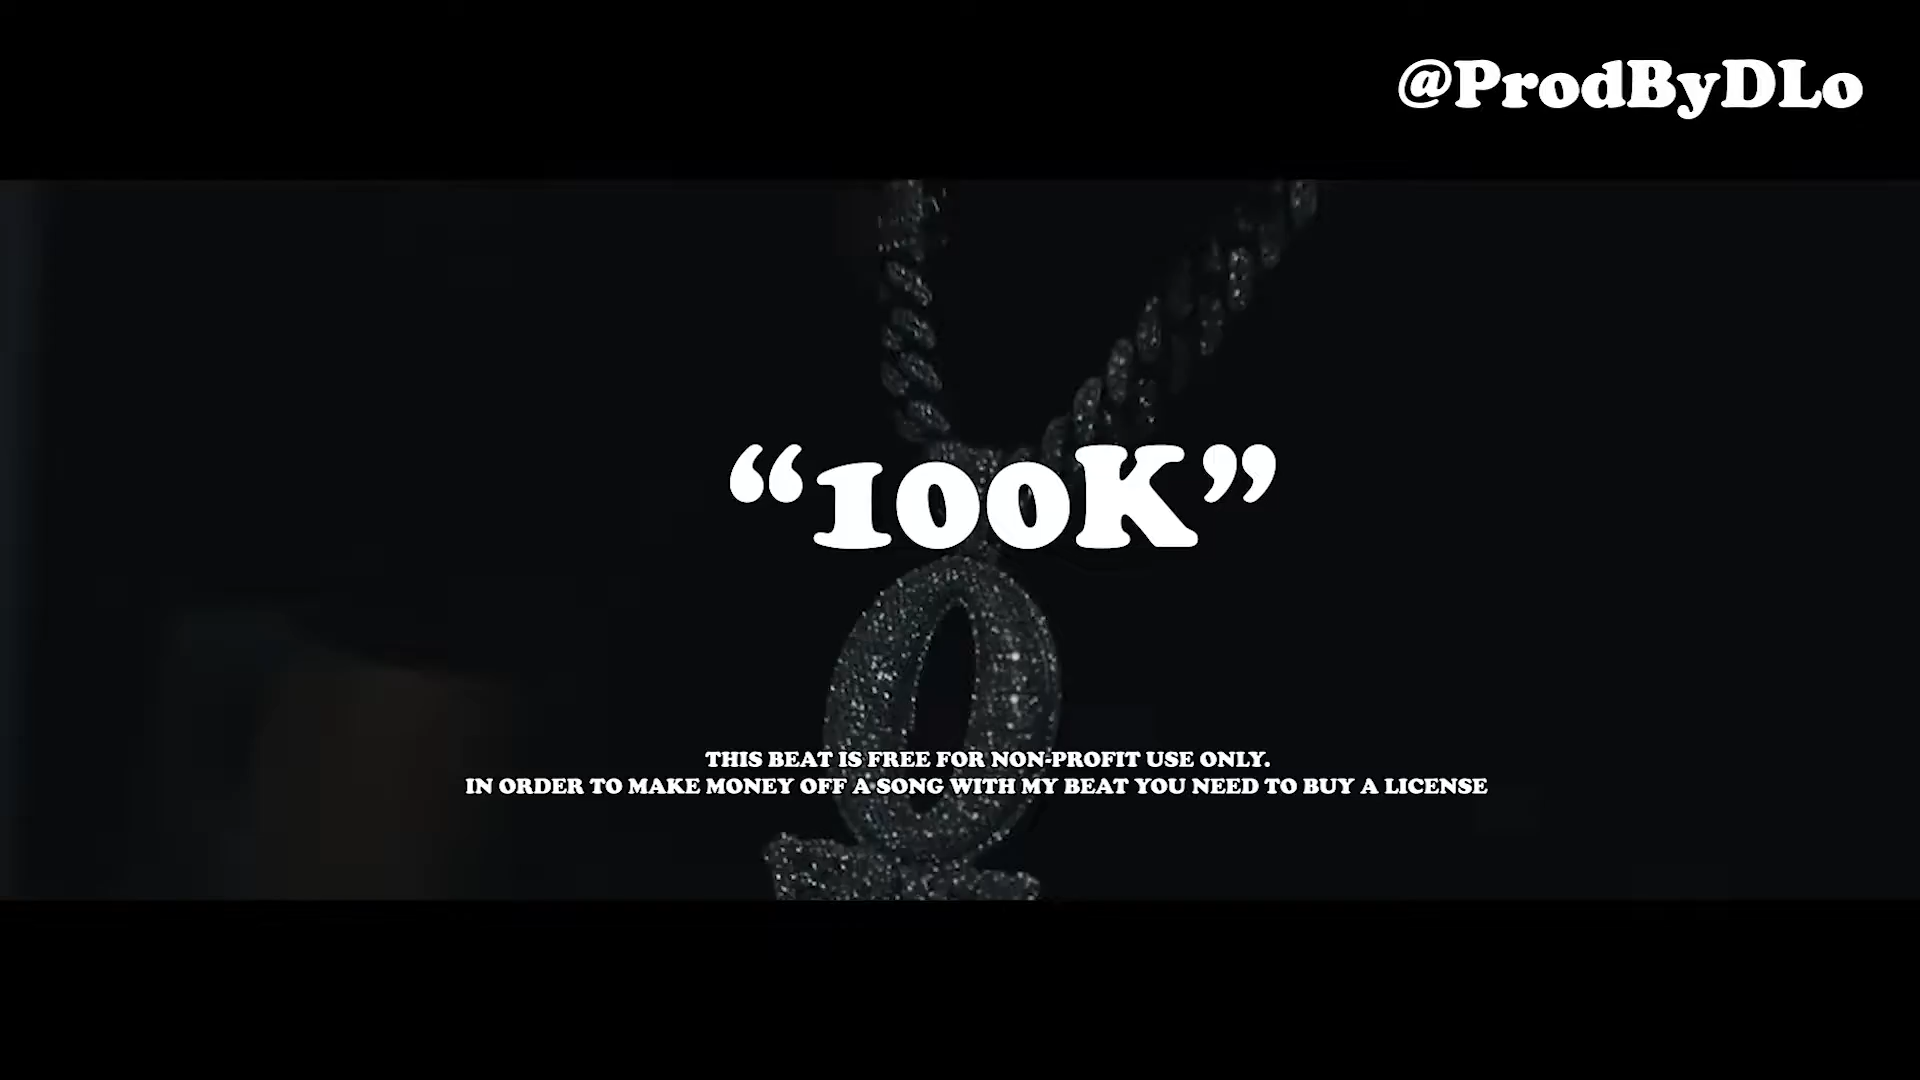 @ProdByDLo
“100K”
THIS BEAT IS FREE FOR NON-PROFIT USE ONLY.
IN ORDER TO MAKE MONEY OFF A SONG WITH MY BEAT YOU NEED TO BUY A LICENSE